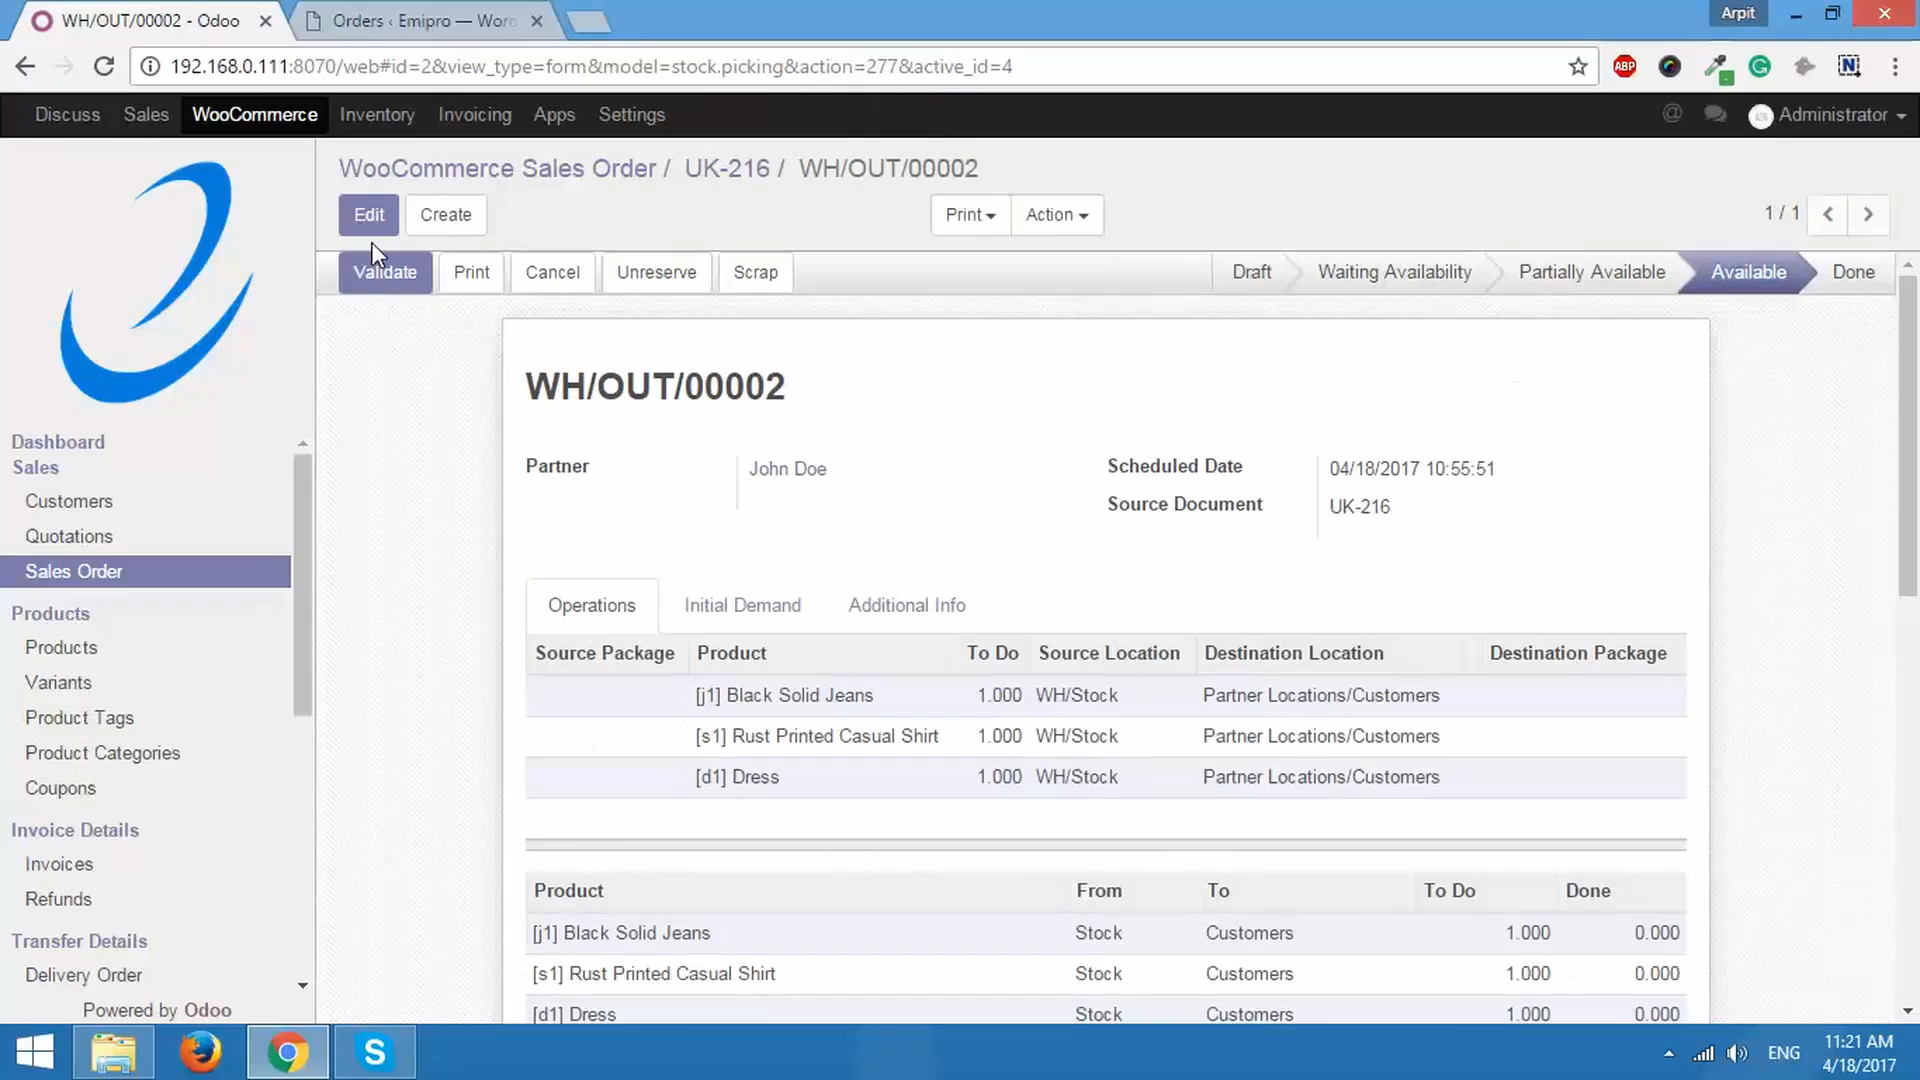 WH/OUT/00002 - Odoo
Orders ‹ Emipro — Wor
Arpit
192.168.0.111:8070/web#id=2&view_type=form&model=stock.picking&action=277&active_id=4
ABP
Discuss Sales WooCommerce Inventory Invoicing Apps Settings
@ Administrator
WooCommerce Sales Order / UK-216 / WH/OUT/00002
Edit Create Print Action 1 / 1
Validate Print Cancel Unreserve Scrap Draft Waiting Availability Partially Available Available Done
WH/OUT/00002
Partner John Doe
Scheduled Date 04/18/2017 10:55:51
Source Document UK-216
Operations Initial Demand Additional Info
Source Package Product To Do Source Location Destination Location Destination Package
[j1] Black Solid Jeans 1.000 WH/Stock Partner Locations/Customers
[s1] Rust Printed Casual Shirt 1.000 WH/Stock Partner Locations/Customers
[d1] Dress 1.000 WH/Stock Partner Locations/Customers
Product From To To Do Done
[j1] Black Solid Jeans Stock Customers 1.000 0.000
[s1] Rust Printed Casual Shirt Stock Customers 1.000 0.000
[d1] Dress Stock Customers 1.000 0.000
Dashboard
Sales
Customers
Quotations
Sales Order
Products
Products
Variants
Product Tags
Product Categories
Coupons
Invoice Details
Invoices
Refunds
Transfer Details
Delivery Order
Powered by Odoo
ENG
11:21 AM
4/18/2017